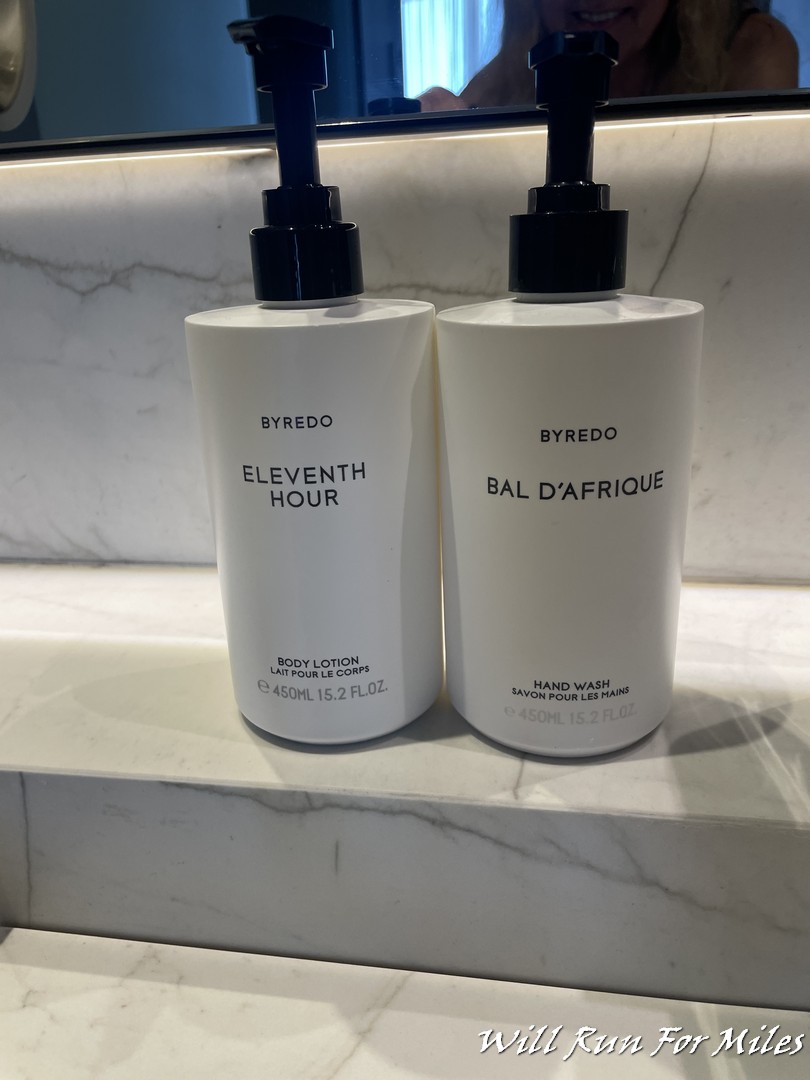 BYREDO
ELEVENTH
HOUR
BODY LOTION
LAIT POUR LE CORPS
℮ 450ML 15.2 FL.OZ.
BYREDO
BAL D'AFRIQUE
HAND WASH
SAVON POUR LES MAINS
℮ 450ML 15.2 FL.OZ.
Will Run For Miles